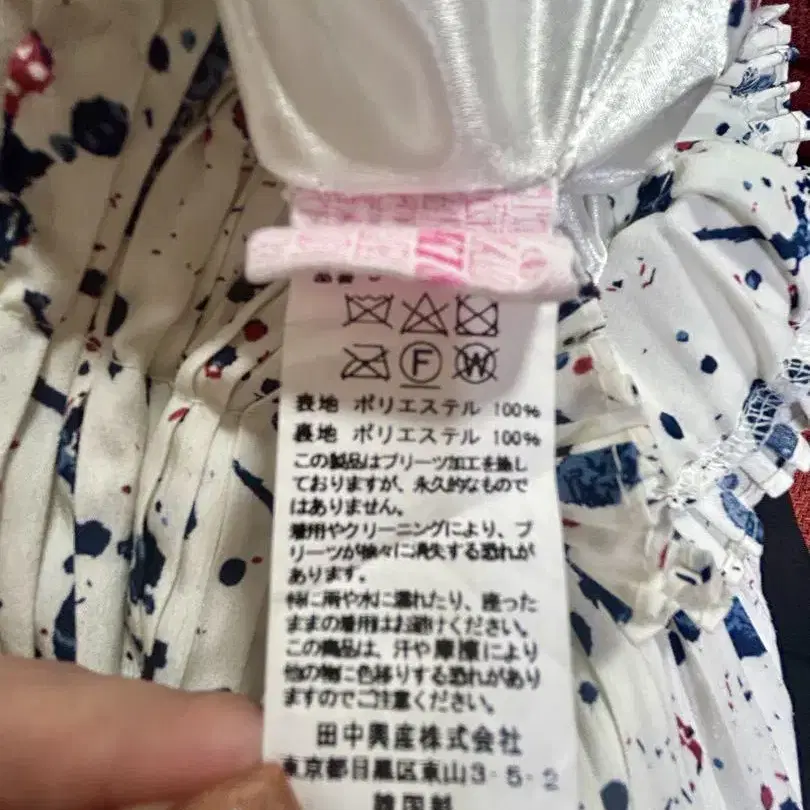 F W
表地 ポリエステル 100%
裏地 ポリエステル 100%
この製品はプリーツ加工を施し
ておりますが、永久的なもので
はありません。
着用やクリーニングにより、プ
リーツが徐々に消失する恐れが
あります。
特に雨や水に濡れたり、座った
ままの着用はお避けください。
この商品は、汗や摩擦により
他の物に色移りする恐れがあり
ますのでご注意ください。
田中興産株式会社
東京都目黒区東山3-5-2
韓国製